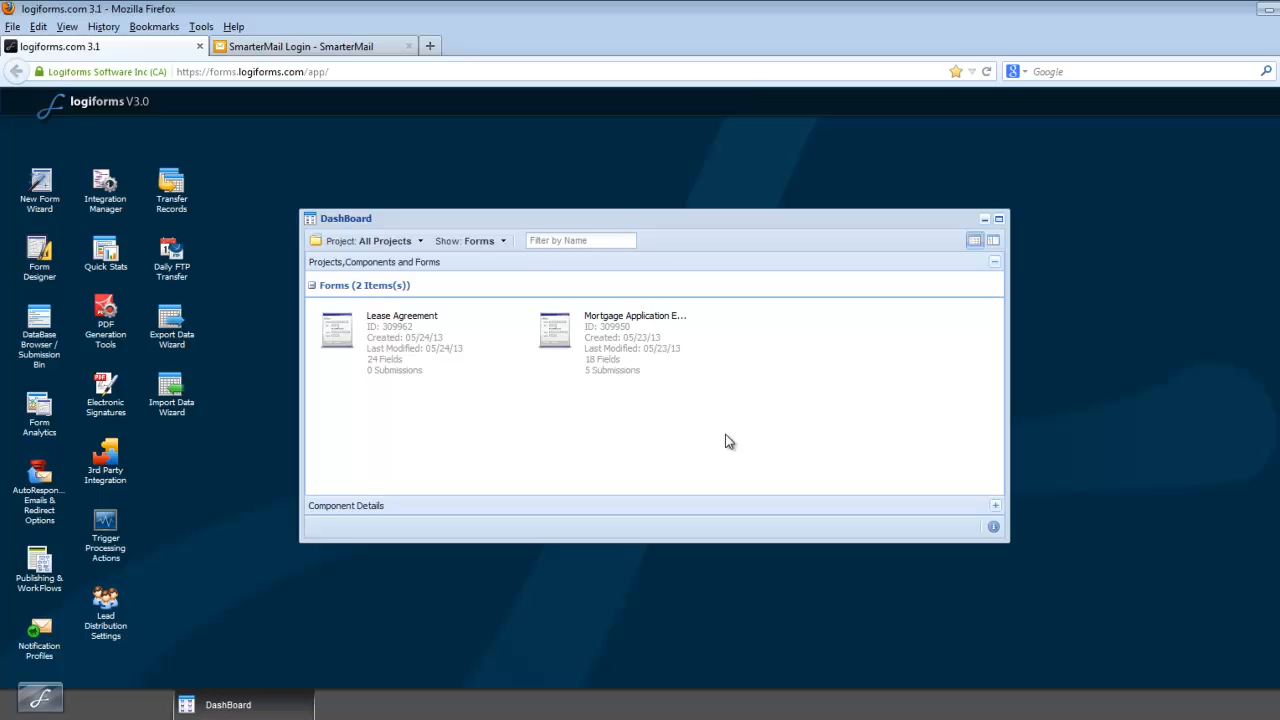 logiforms.com 3.1 - Mozilla Firefox
File Edit View History Bookmarks Tools Help
logiforms.com 3.1
SmarterMail Login - SmarterMail
Logiforms Software Inc (CA)
https://forms.logiforms.com/app/
Google
logiforms V3.0
New Form
Wizard
Integration
Manager
Transfer
Records
Form
Designer
Quick Stats
Daily FTP
Transfer
DataBase
Browser /
Submission
Bin
PDF
Generation
Tools
Export Data
Wizard
Form
Analytics
Electronic
Signatures
Import Data
Wizard
AutoRespon...
Emails &
Redirect
Options
3rd Party
Integration
Trigger
Processing
Actions
Publishing &
WorkFlows
Lead
Distribution
Settings
Notification
Profiles
DashBoard
Project: All Projects Show: Forms Filter by Name
Projects,Components and Forms
Forms (2 Items(s))
Lease Agreement
ID: 309962
Created: 05/24/13
Last Modified: 05/24/13
24 Fields
0 Submissions
Mortgage Application E...
ID: 309950
Created: 05/23/13
Last Modified: 05/23/13
18 Fields
5 Submissions
Component Details
DashBoard